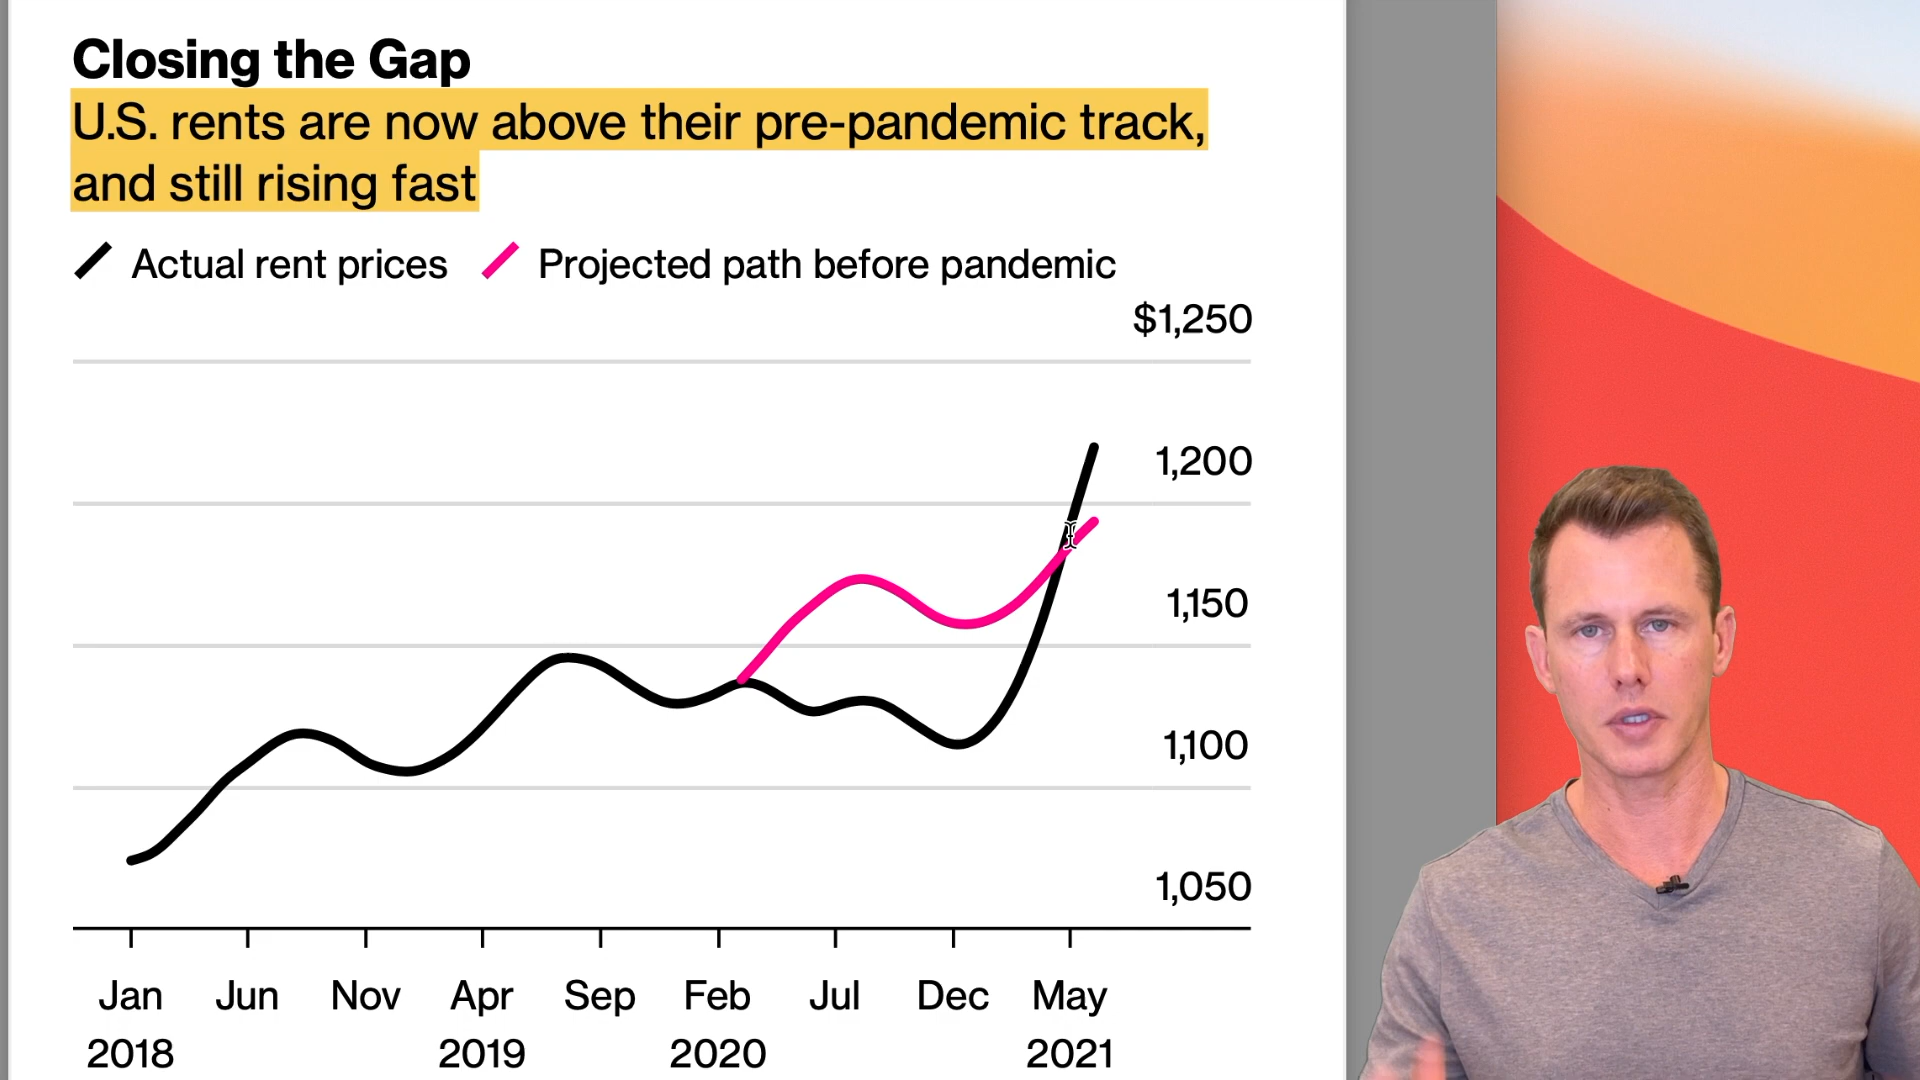 Closing the Gap
U.S. rents are now above their pre-pandemic track,
and still rising fast
Actual rent prices Projected path before pandemic
$1,250
1,200
1,150
1,100
1,050
Jan Jun Nov Apr Sep Feb Jul Dec May
2018 2019 2020 2021